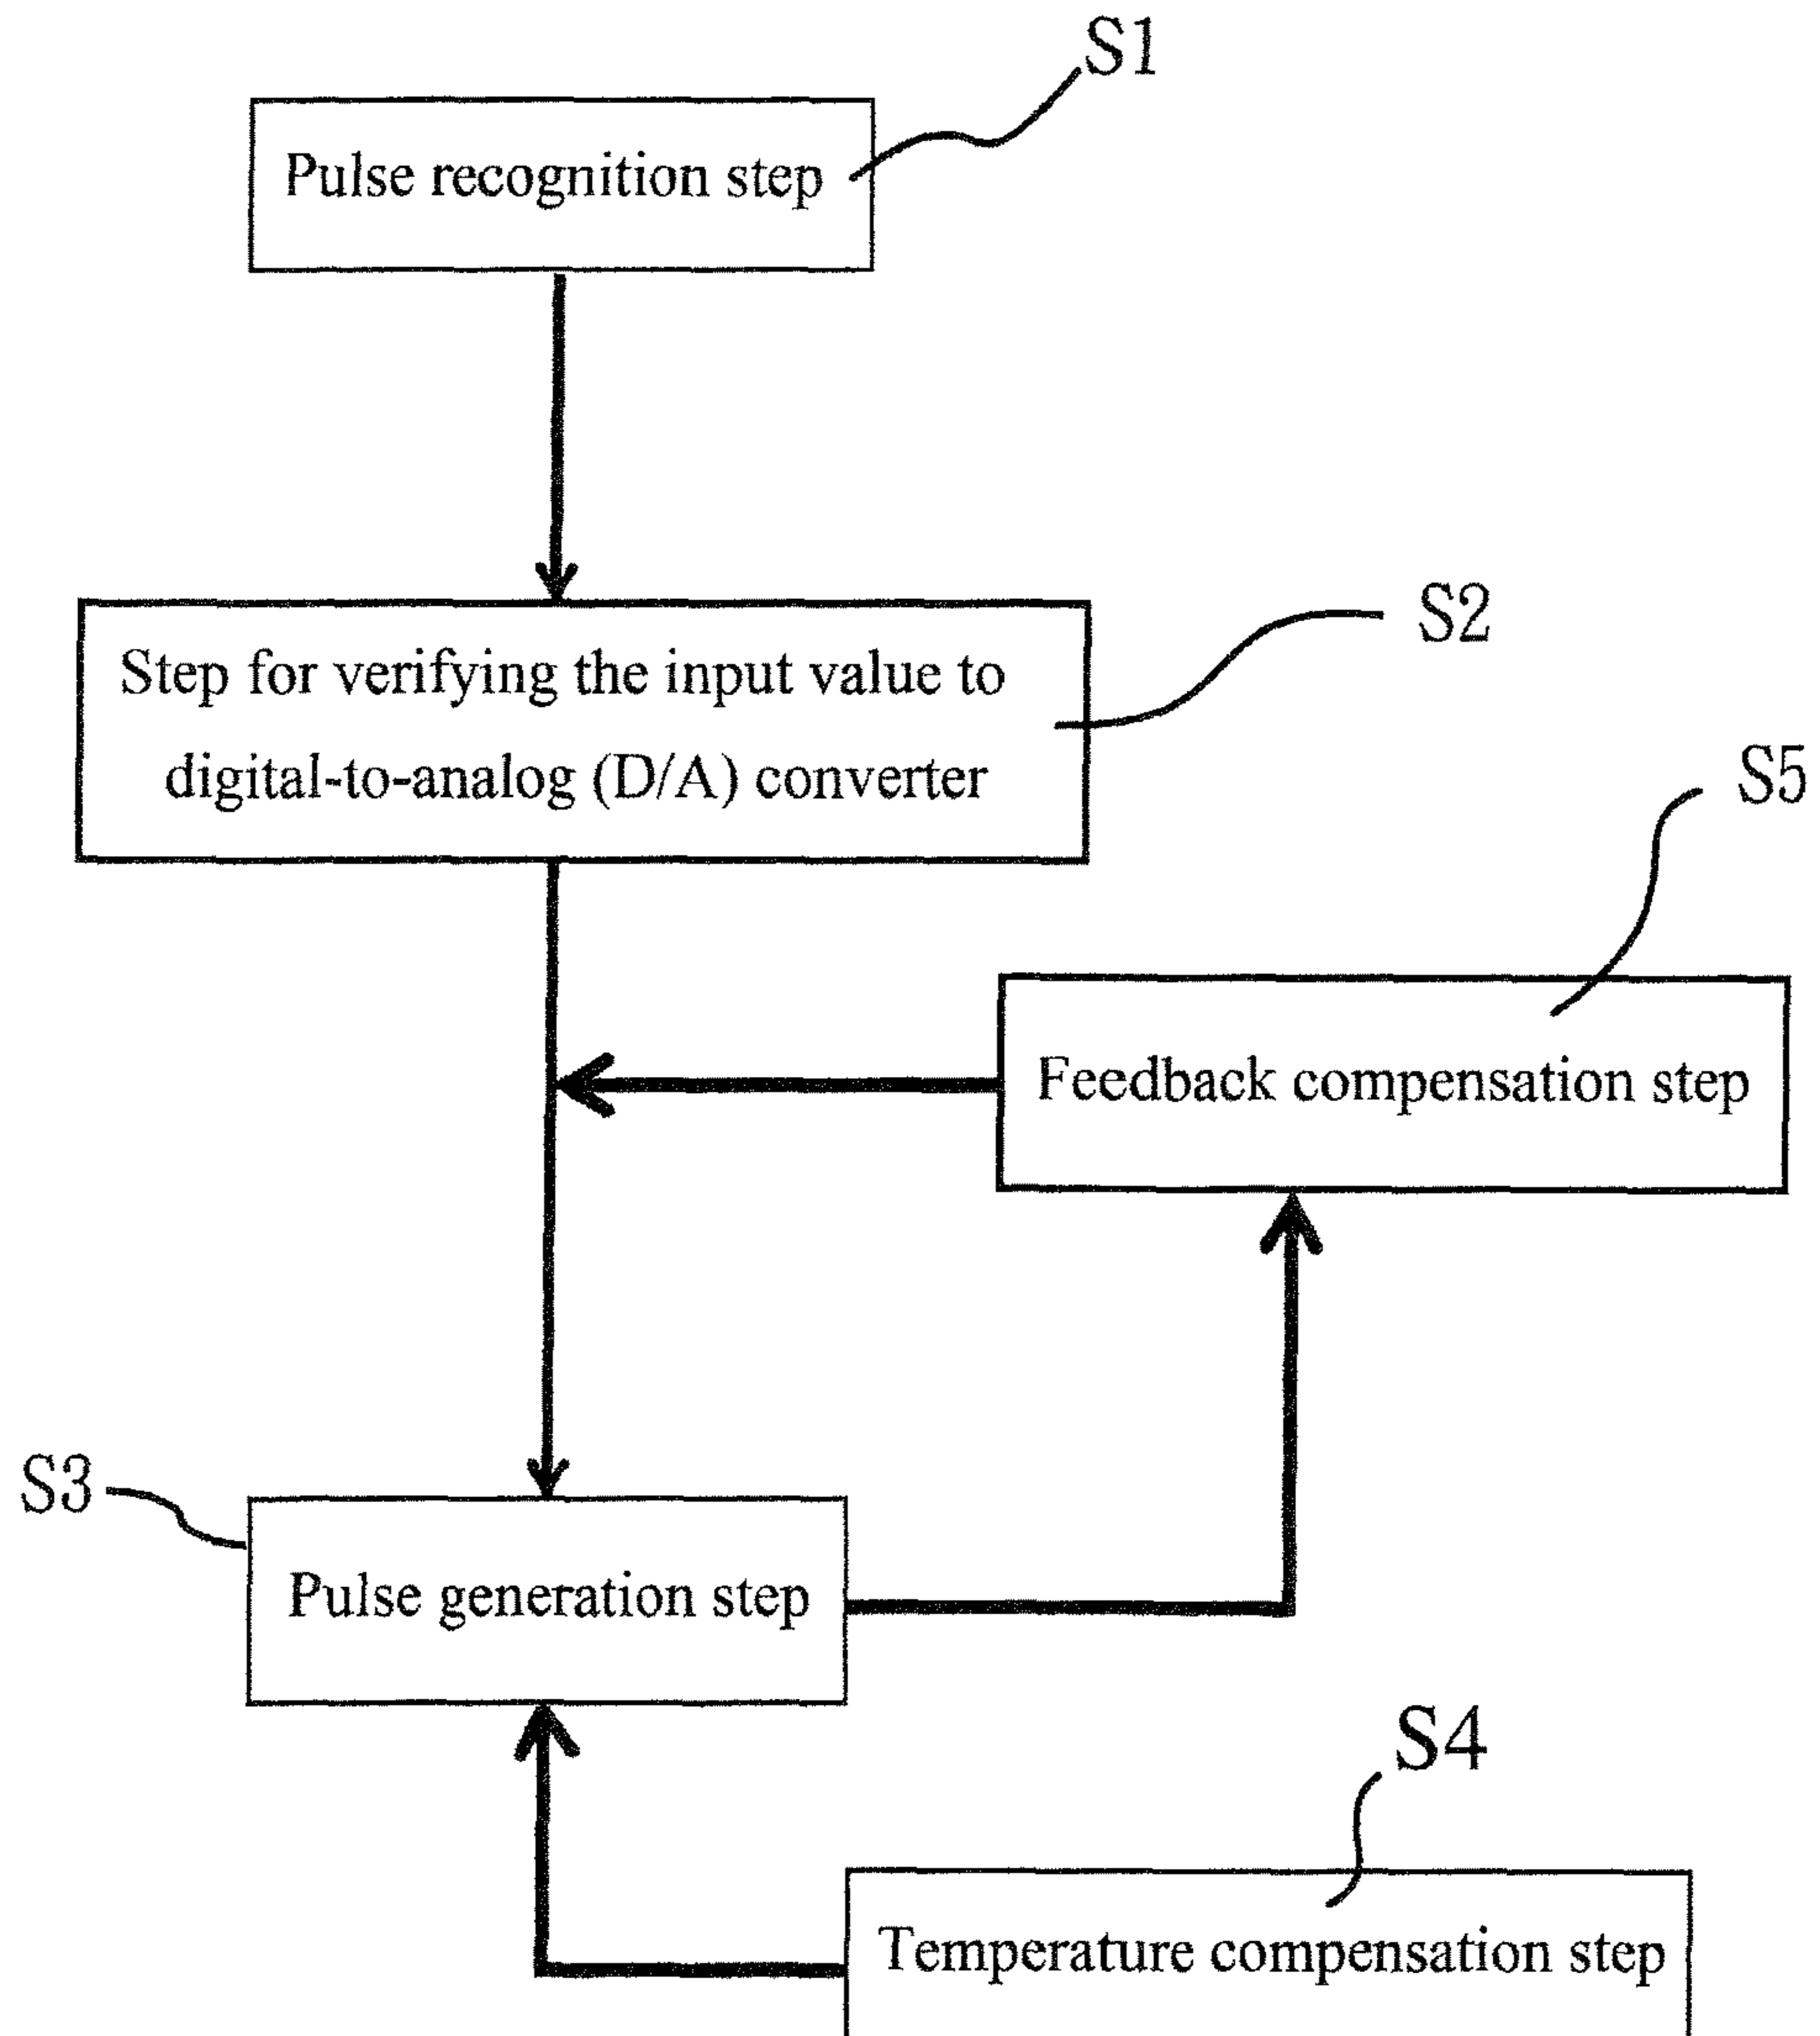 S1
Pulse recognition step
S2
Step for verifying the input value to
digital-to-analog (D/A) converter
S5
Feedback compensation step
S3
Pulse generation step
S4
Temperature compensation step